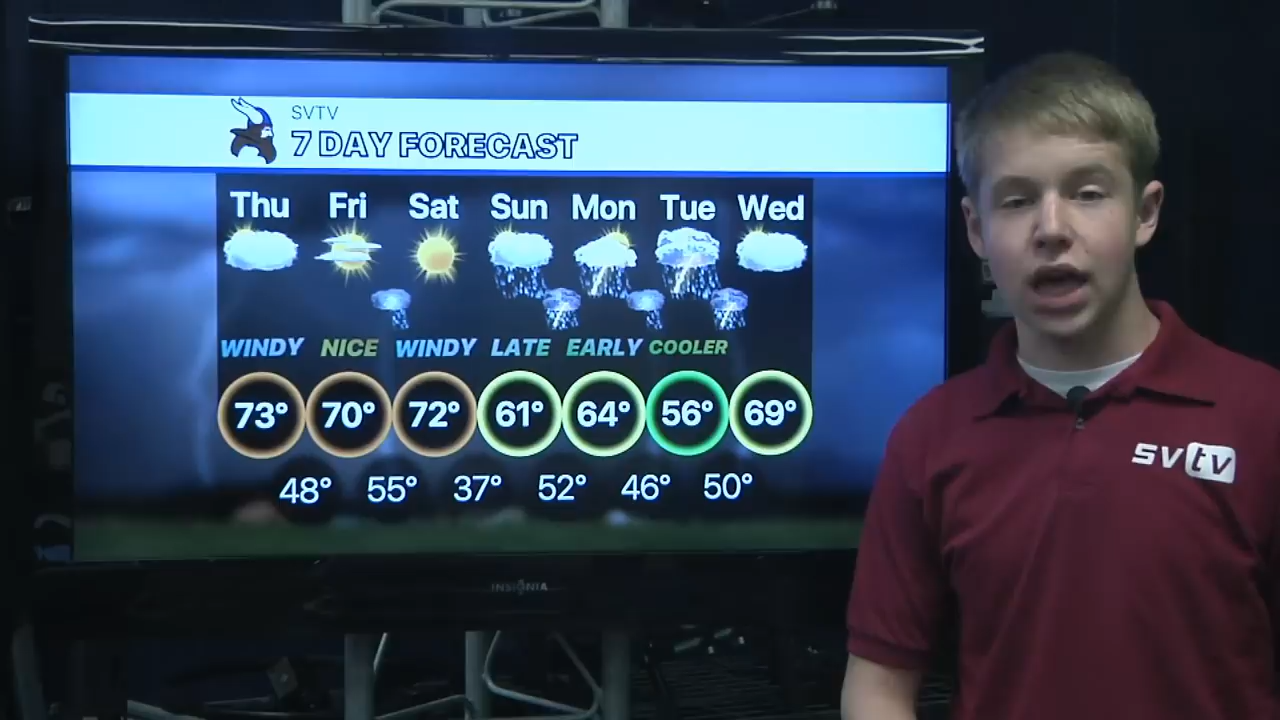 SVTV
7 DAY FORECAST
Thu Fri Sat Sun Mon Tue Wed
WINDY NICE WINDY LATE EARLY COOLER
73° 70° 72° 61° 64° 56° 69°
48° 55° 37° 52° 46° 50°
INSIGNIA
svtv